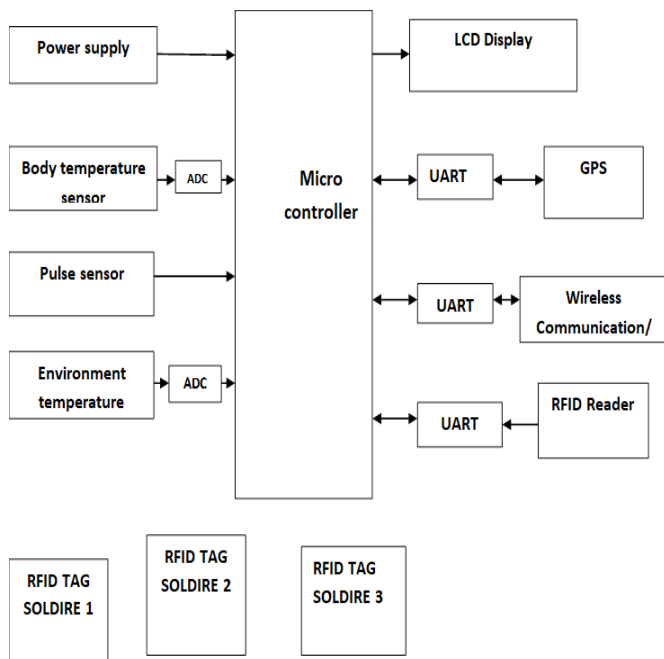 Power supply
LCD Display
Body temperature
sensor
ADC
Micro
controller
UART
GPS
Pulse sensor
UART
Wireless
Communication/
Environment
temperature
ADC
UART
RFID Reader
RFID TAG
SOLDIRE 1
RFID TAG
SOLDIRE 2
RFID TAG
SOLDIRE 3